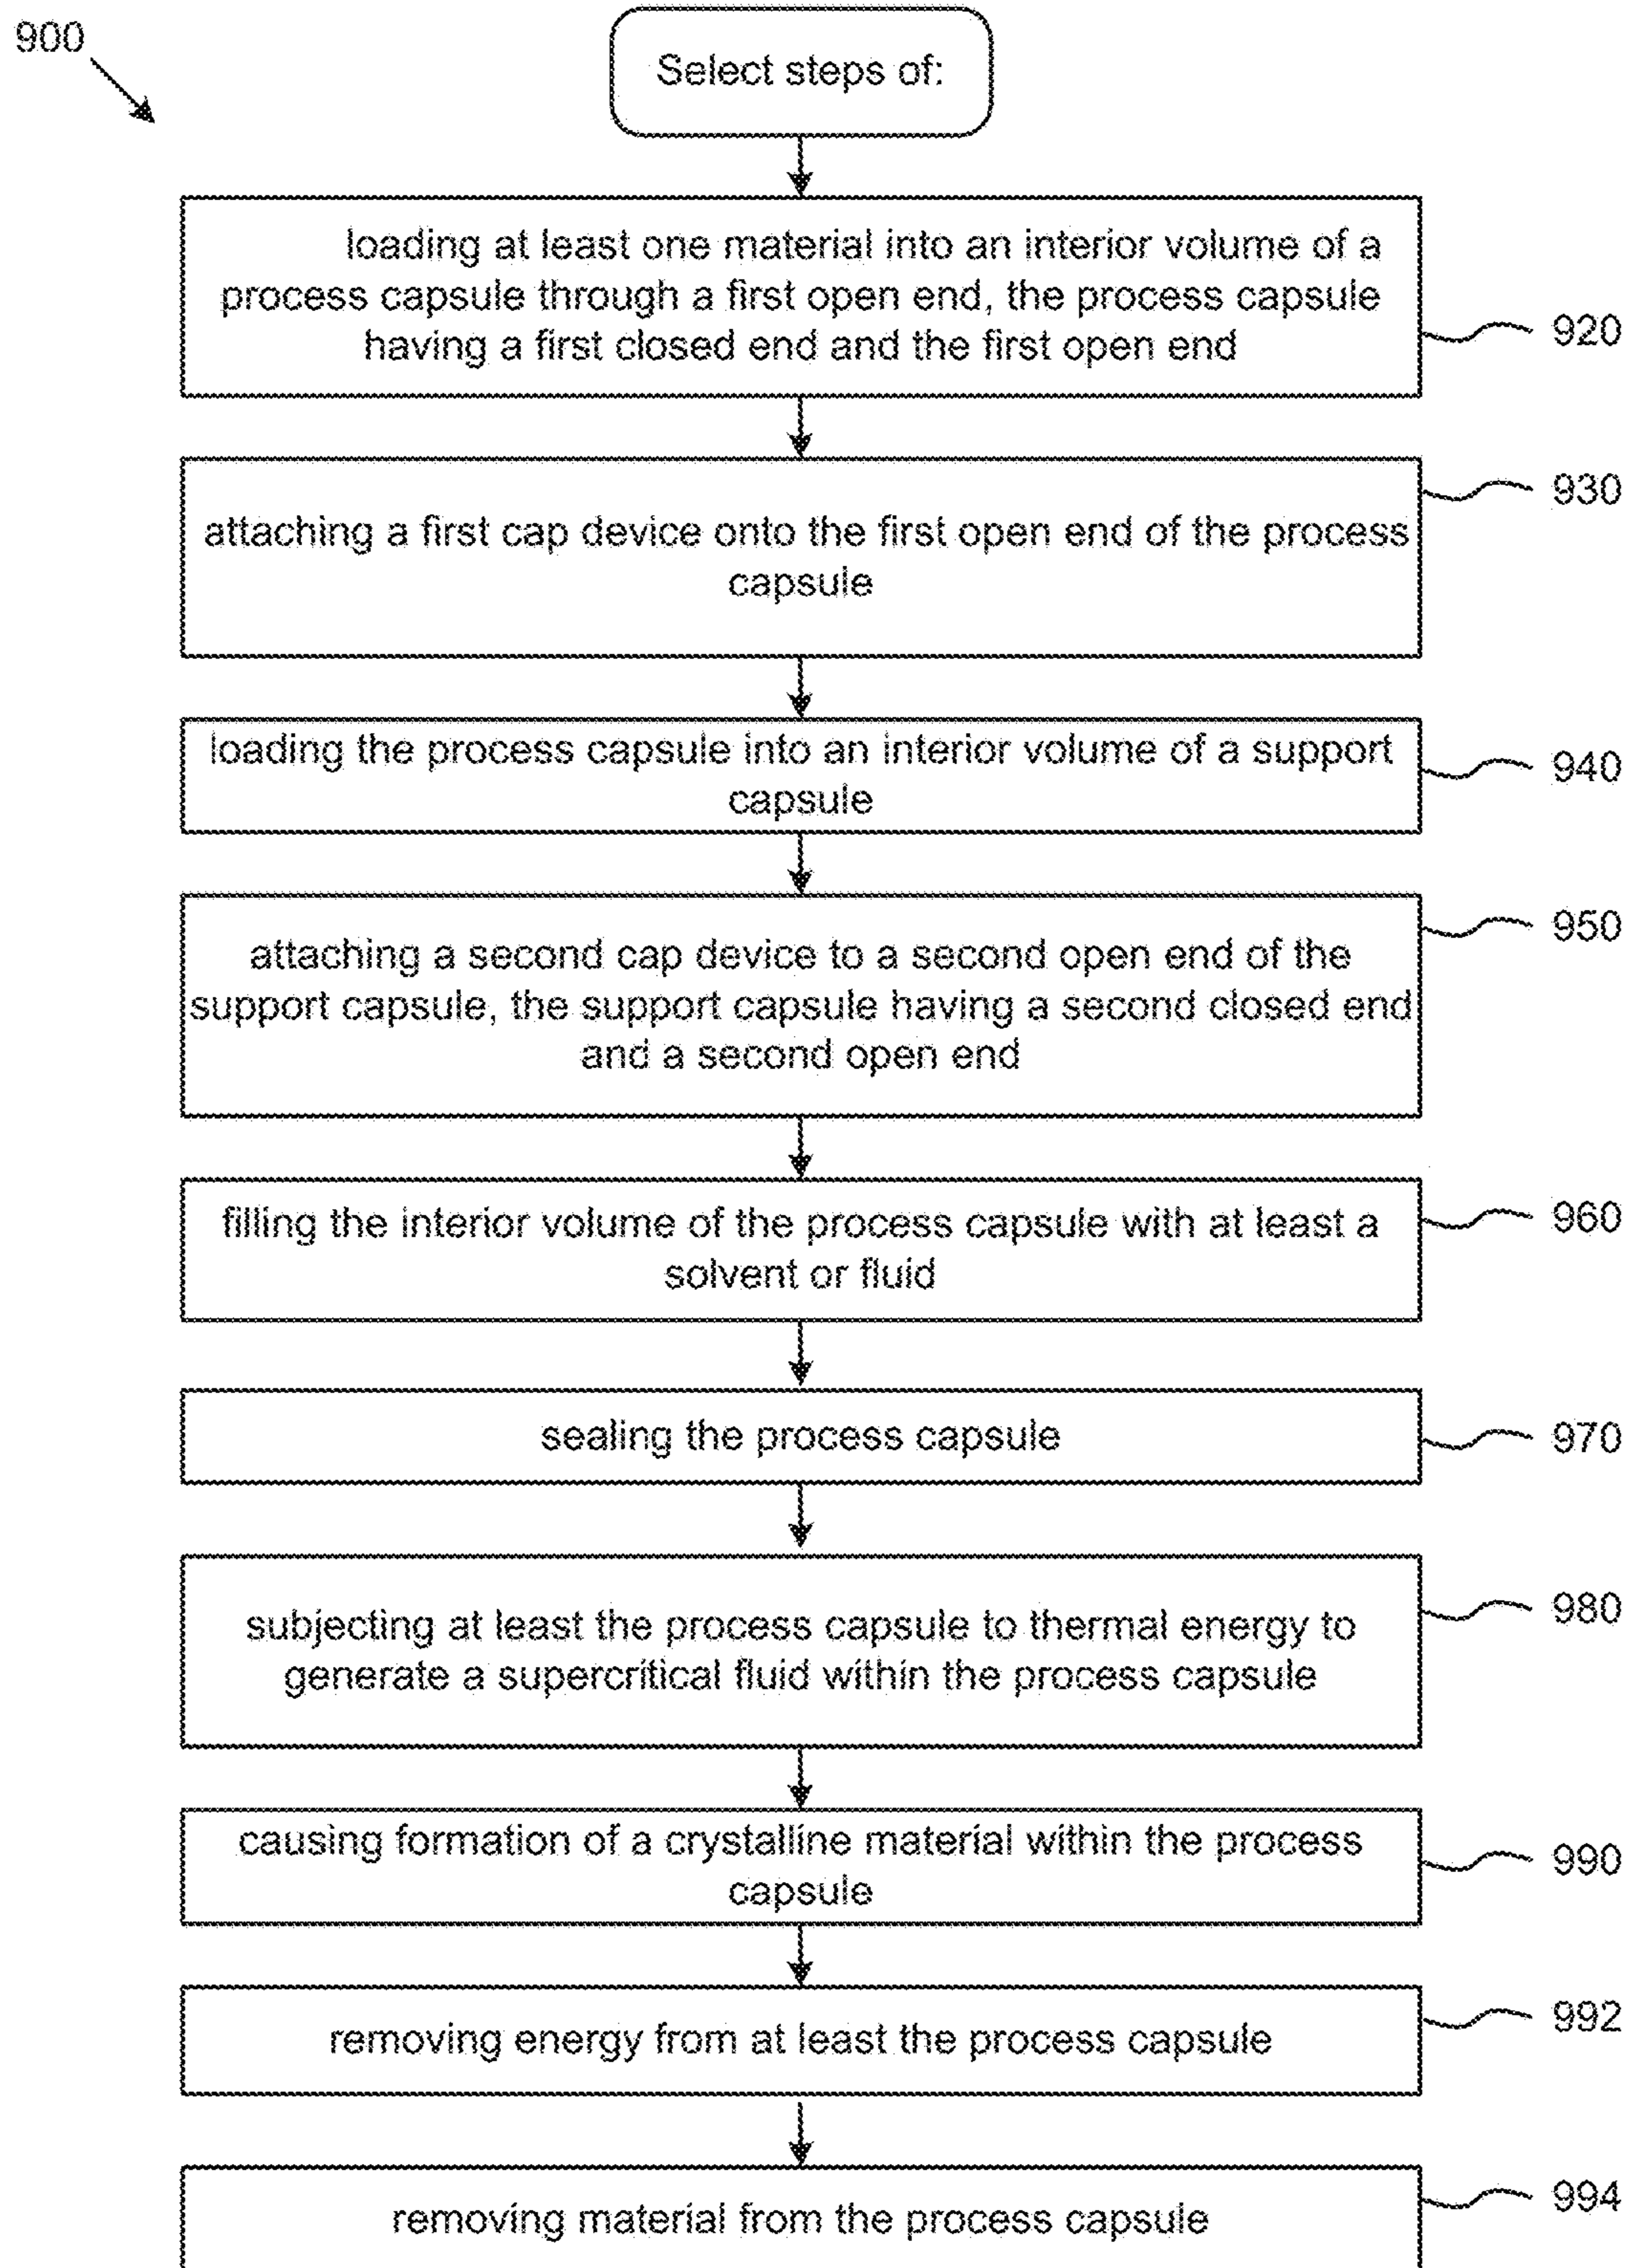 900
Select steps of:
loading at least one material into an interior volume of a
process capsule through a first open end, the process capsule
having a first closed end and the first open end
920
930
attaching a first cap device onto the first open end of the process
capsule
loading the process capsule into an interior volume of a support
capsule
940
950
attaching a second cap device to a second open end of the
support capsule, the support capsule having a second closed end
and a second open end
960
filling the interior volume of the process capsule with at least a
solvent or fluid
sealing the process capsule
970
980
subjecting at least the process capsule to thermal energy to
generate a supercritical fluid within the process capsule
causing formation of a crystalline material within the process
capsule
990
992
removing energy from at least the process capsule
994
removing material from the process capsule